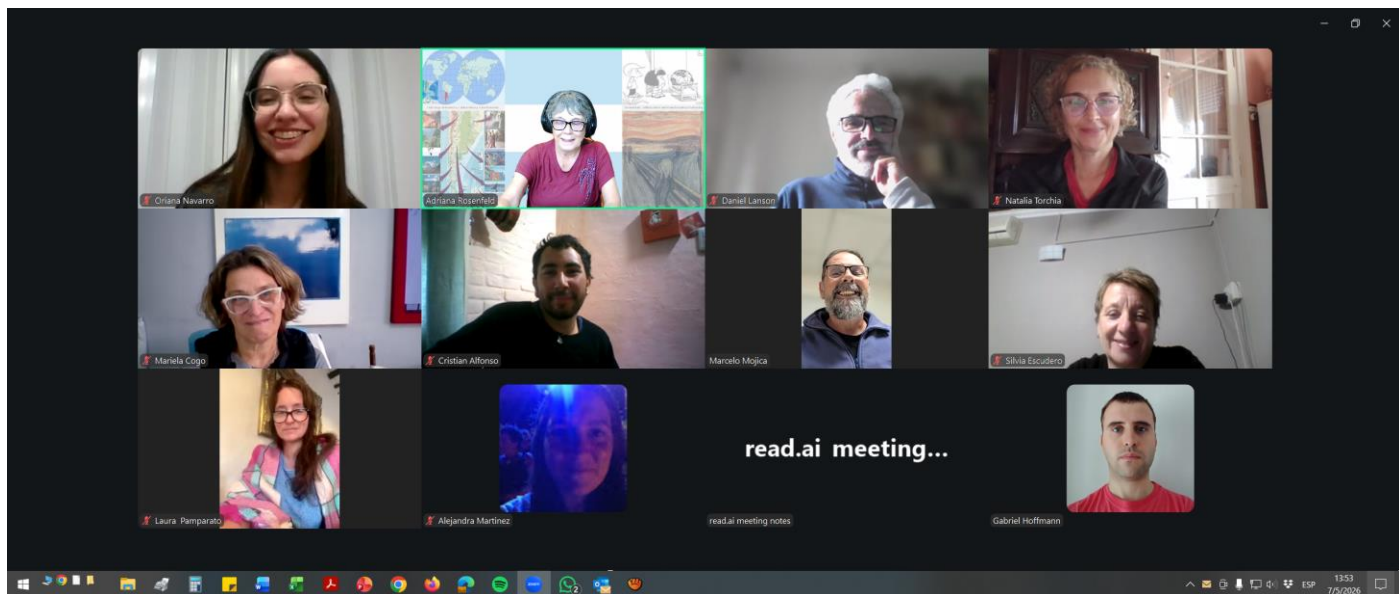 Oriana Navarro
Adriana Rosenfeld
Daniel Lanson
Natalia Torchia
Mariela Cogo
Cristian Alfonso
Marcelo Mojica
Silvia Escudero
Laura Pamparato
Alejandra Martinez
read.ai meeting...
read.ai meeting notes
Gabriel Hoffmann
2
ESP
13:53
7/5/2026